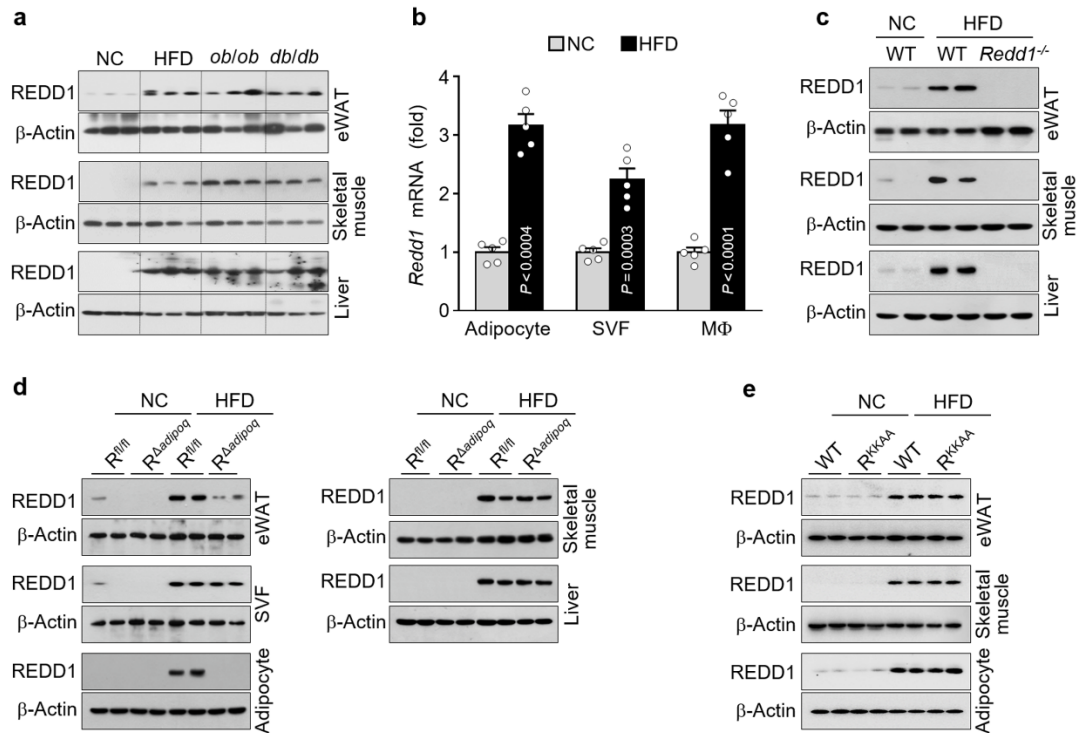 a
NC HFD ob/ob db/db
REDD1
β-Actin
eWAT
REDD1
β-Actin
Skeletal
muscle
REDD1
β-Actin
Liver
b
NC HFD
Redd1 mRNA (fold)
4
3
2
1
0
P < 0.0004
P = 0.0003
P < 0.0001
Adipocyte SVF MΦ
c
NC HFD
WT WT Redd1-/-
REDD1
β-Actin
eWAT
REDD1
β-Actin
Skeletal
muscle
REDD1
β-Actin
Liver
d
NC HFD
Rfl/fl RΔadipoq Rfl/fl RΔadipoq
REDD1
β-Actin
eWAT
REDD1
β-Actin
SVF
REDD1
β-Actin
Adipocyte
NC HFD
Rfl/fl RΔadipoq Rfl/fl RΔadipoq
REDD1
β-Actin
Skeletal
muscle
REDD1
β-Actin
Liver
e
NC HFD
WT RKKAA WT RKKAA
REDD1
β-Actin
eWAT
REDD1
β-Actin
Skeletal
muscle
REDD1
β-Actin
Adipocyte